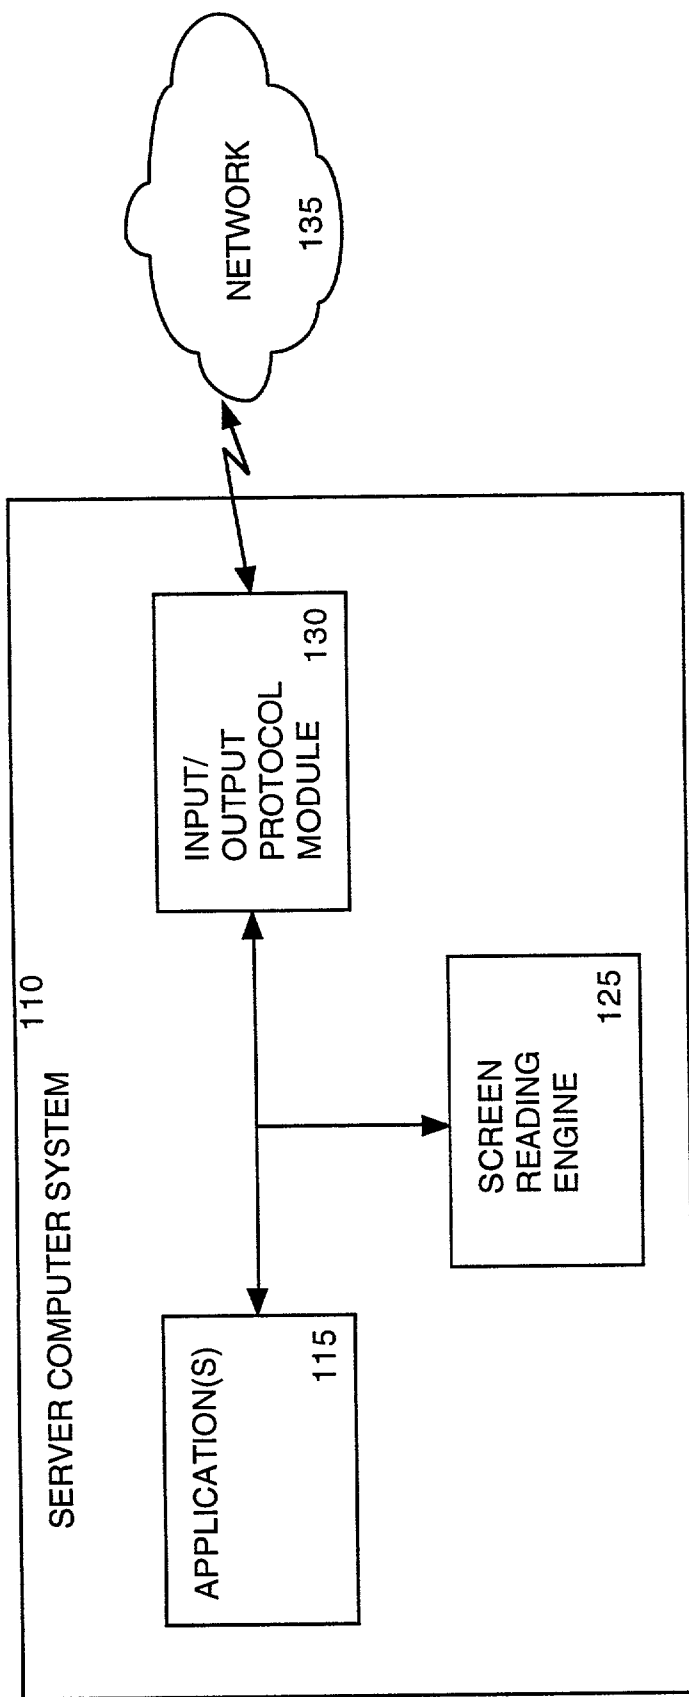 SERVER COMPUTER SYSTEM
110
APPLICATION(S)
115
INPUT/
OUTPUT
PROTOCOL
MODULE
130
SCREEN
READING
ENGINE
125
NETWORK
135